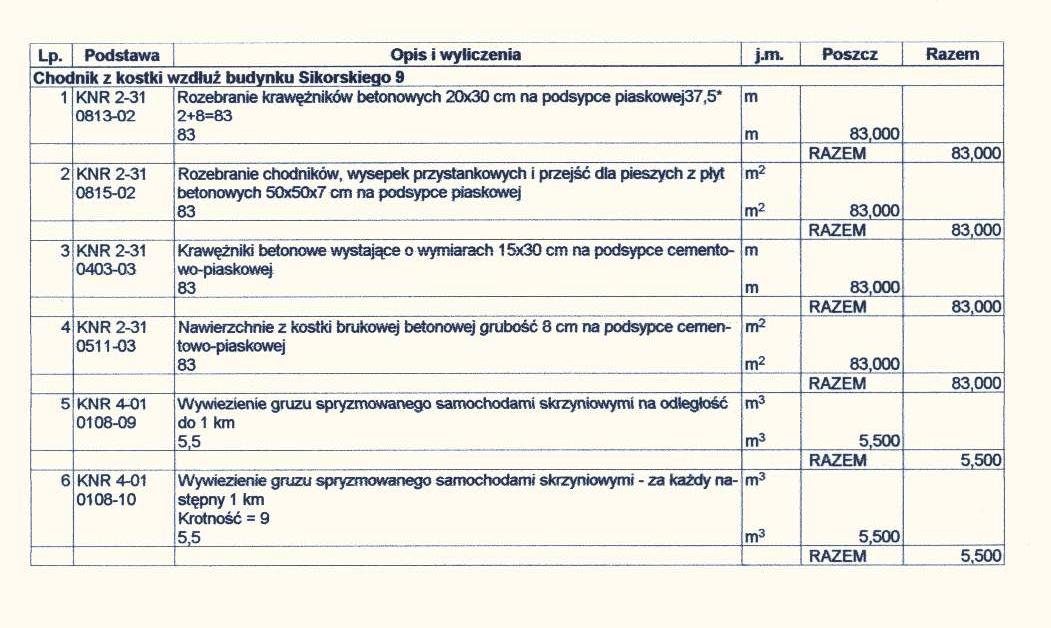 Lp. Podstawa Opis i wyliczenia j.m. Poszcz Razem
Chodnik z kostki wzdłuż budynku Sikorskiego 9
1 KNR 2-31 Rozebranie krawężników betonowych 20x30 cm na podsypce piaskowej37,5* m
0813-02 2+8=83
83 m 83,000
RAZEM 83,000
2 KNR 2-31 Rozebranie chodników, wysepek przystankowych i przejść dla pieszych z płyt m²
0815-02 betonowych 50x50x7 cm na podsypce piaskowej
83 m² 83,000
RAZEM 83,000
3 KNR 2-31 Krawężniki betonowe wystające o wymiarach 15x30 cm na podsypce cemento- m
0403-03 wo-piaskowej
83 m 83,000
RAZEM 83,000
4 KNR 2-31 Nawierzchnie z kostki brukowej betonowej grubość 8 cm na podsypce cemen- m²
0511-03 towo-piaskowej
83 m² 83,000
RAZEM 83,000
5 KNR 4-01 Wywiezienie gruzu spryzmowanego samochodami skrzyniowymi na odległość m³
0108-09 do 1 km
5,5 m³ 5,500
RAZEM 5,500
6 KNR 4-01 Wywiezienie gruzu spryzmowanego samochodami skrzyniowymi - za każdy na- m³
0108-10 stępny 1 km
Krotność = 9
5,5 m³ 5,500
RAZEM 5,500